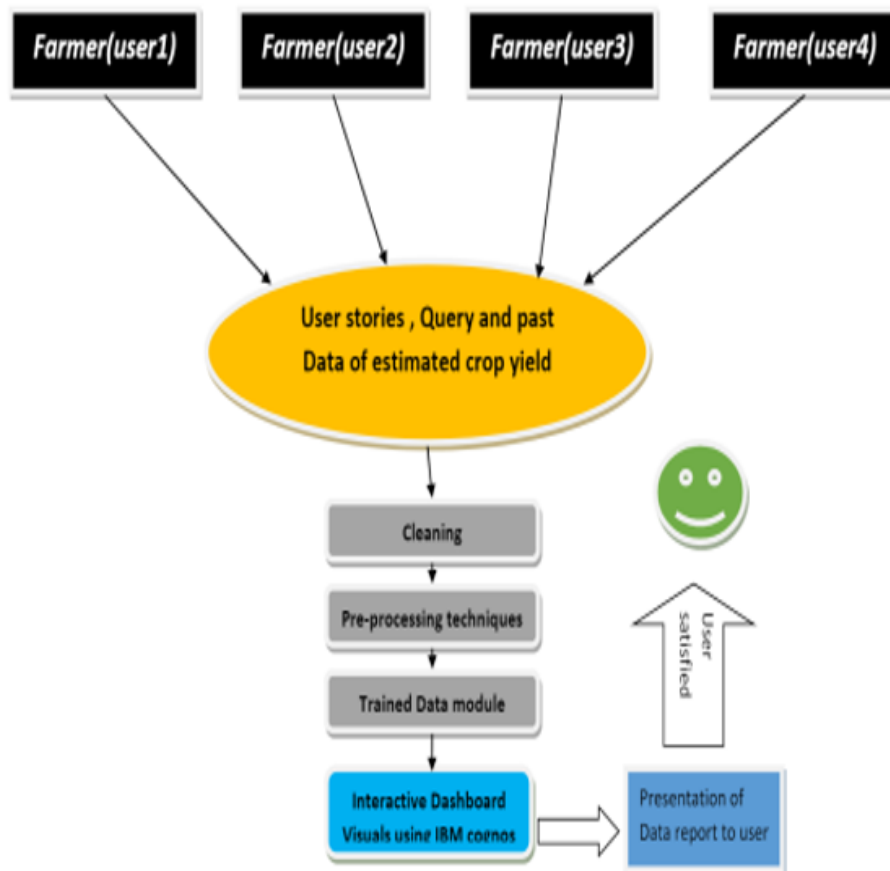 Farmer(user1)
Farmer(user2)
Farmer(user3)
Farmer(user4)
User stories , Query and past
Data of estimated crop yield
Cleaning
Pre-processing techniques
Trained Data module
Interactive Dashboard
Visuals using IBM cognos
Presentation of
Data report to user
User
satisfied